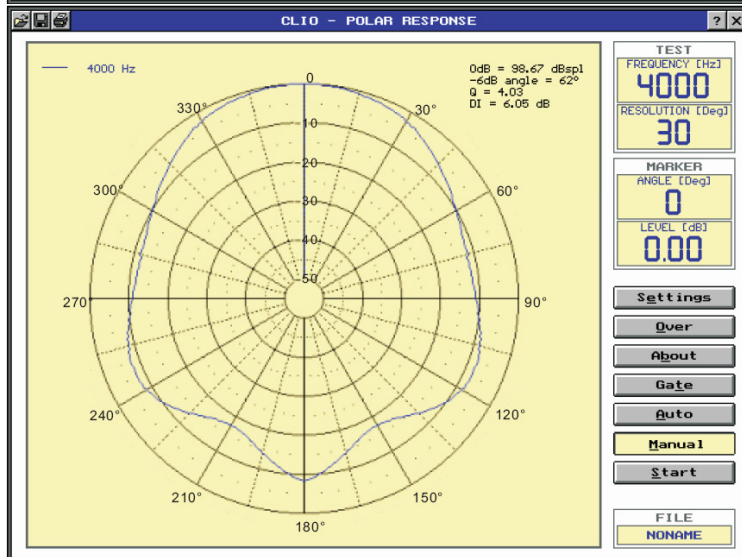 CLIO - POLAR RESPONSE
? X
4000 Hz
0dB = 98.67 dBspl
-6dB angle = 62°
Q = 4.03
DI = 6.05 dB
0
330°
30°
-10
-20
300°
60°
-30
-40
-50
270°
90°
240°
120°
210°
150°
180°
TEST
FREQUENCY [Hz]
4000
RESOLUTION [Deg]
30
MARKER
ANGLE [Deg]
0
LEVEL [dB]
0.00
Settings
Over
About
Gate
Auto
Manual
Start
FILE
NONAME